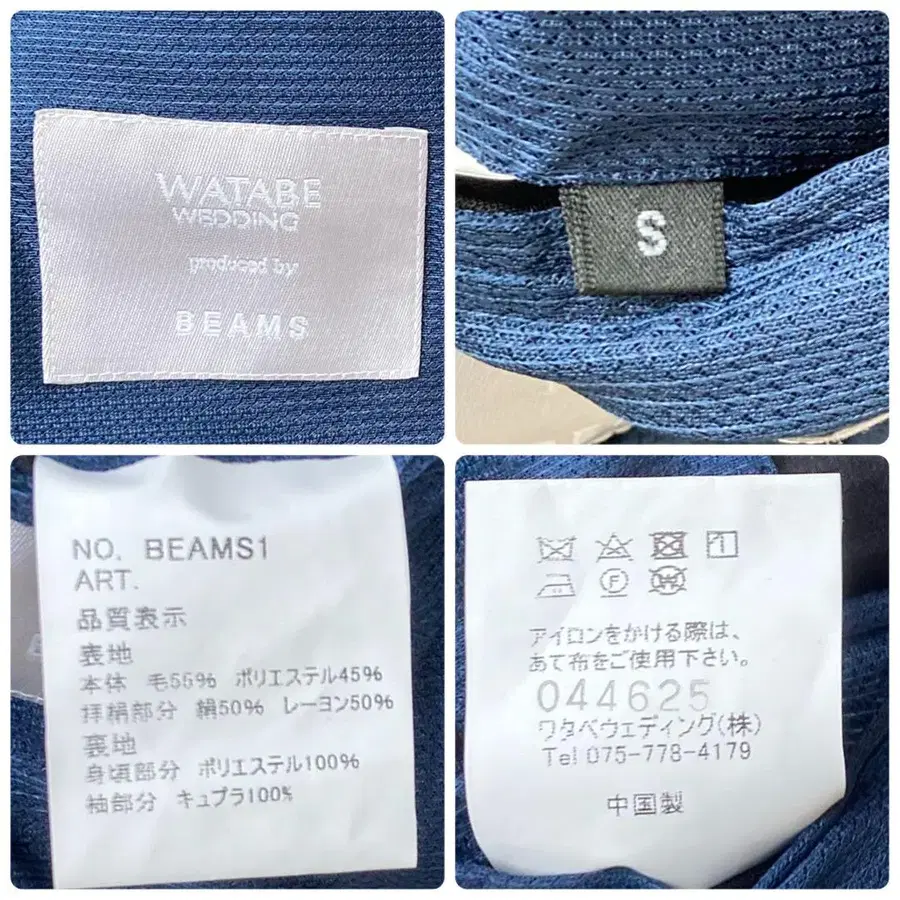 WATABE
WEDDING
produced by
BEAMS
S
NO. BEAMS1
ART.
品質表示
表地
本体 毛55% ポリエステル45%
拝絹部分 絹50% レーヨン50%
裏地
身頃部分 ポリエステル100%
袖部分 キュプラ100%
アイロンをかける際は、
あて布をご使用下さい。
044625
ワタベウェディング(株)
Tel 075-778-4179
中国製